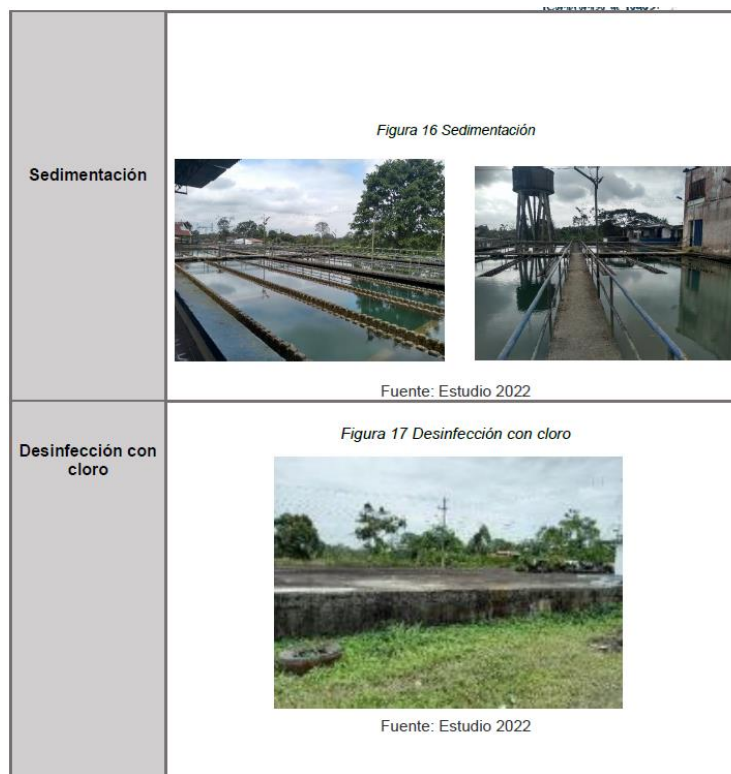 Figura 16 Sedimentación
Sedimentación
Fuente: Estudio 2022
Figura 17 Desinfección con cloro
Desinfección con
cloro
Fuente: Estudio 2022